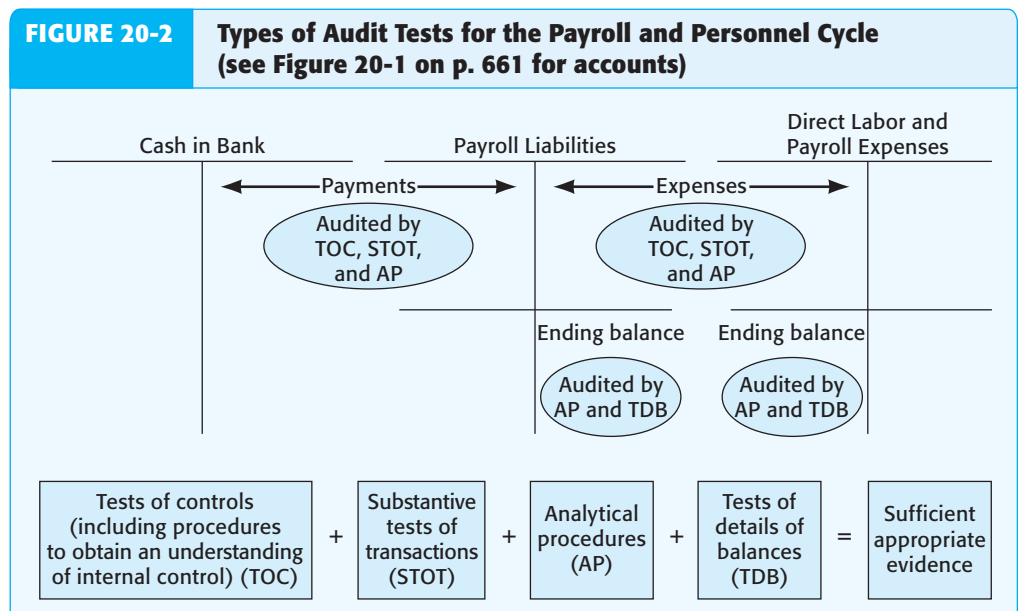 FIGURE 20-2
Types of Audit Tests for the Payroll and Personnel Cycle
(see Figure 20-1 on p. 661 for accounts)
Cash in Bank
Payroll Liabilities
Direct Labor and
Payroll Expenses
Payments
Expenses
Audited by
TOC, STOT,
and AP
Audited by
TOC, STOT,
and AP
Ending balance
Ending balance
Audited by
AP and TDB
Audited by
AP and TDB
Tests of controls
(including procedures
to obtain an understanding
of internal control) (TOC)
+
Substantive
tests of
transactions
(STOT)
+
Analytical
procedures
(AP)
+
Tests of
details of
balances
(TDB)
=
Sufficient
appropriate
evidence